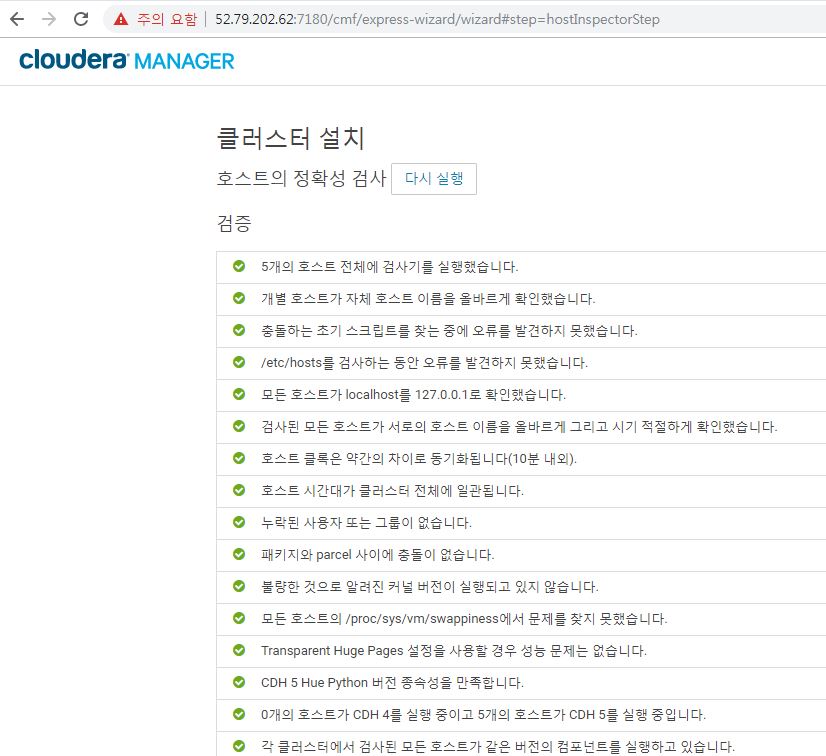 주의 요함 | 52.79.202.62:7180/cmf/express-wizard/wizard#step=hostInspectorStep
cloudera MANAGER
클러스터 설치
호스트의 정확성 검사 다시 실행
검증
5개의 호스트 전체에 검사기를 실행했습니다.
개별 호스트가 자체 호스트 이름을 올바르게 확인했습니다.
충돌하는 초기 스크립트를 찾는 중에 오류를 발견하지 못했습니다.
/etc/hosts를 검사하는 동안 오류를 발견하지 못했습니다.
모든 호스트가 localhost를 127.0.0.1로 확인했습니다.
검사된 모든 호스트가 서로의 호스트 이름을 올바르게 그리고 시기 적절하게 확인했습니다.
호스트 클록은 약간의 차이로 동기화됩니다(10분 내외).
호스트 시간대가 클러스터 전체에 일관됩니다.
누락된 사용자 또는 그룹이 없습니다.
패키지와 parcel 사이에 충돌이 없습니다.
불량한 것으로 알려진 커널 버전이 실행되고 있지 않습니다.
모든 호스트의 /proc/sys/vm/swappiness에서 문제를 찾지 못했습니다.
Transparent Huge Pages 설정을 사용할 경우 성능 문제는 없습니다.
CDH 5 Hue Python 버전 종속성을 만족합니다.
0개의 호스트가 CDH 4를 실행 중이고 5개의 호스트가 CDH 5를 실행 중입니다.
각 클러스터에서 검사된 모든 호스트가 같은 버전의 컴포넌트를 실행하고 있습니다.